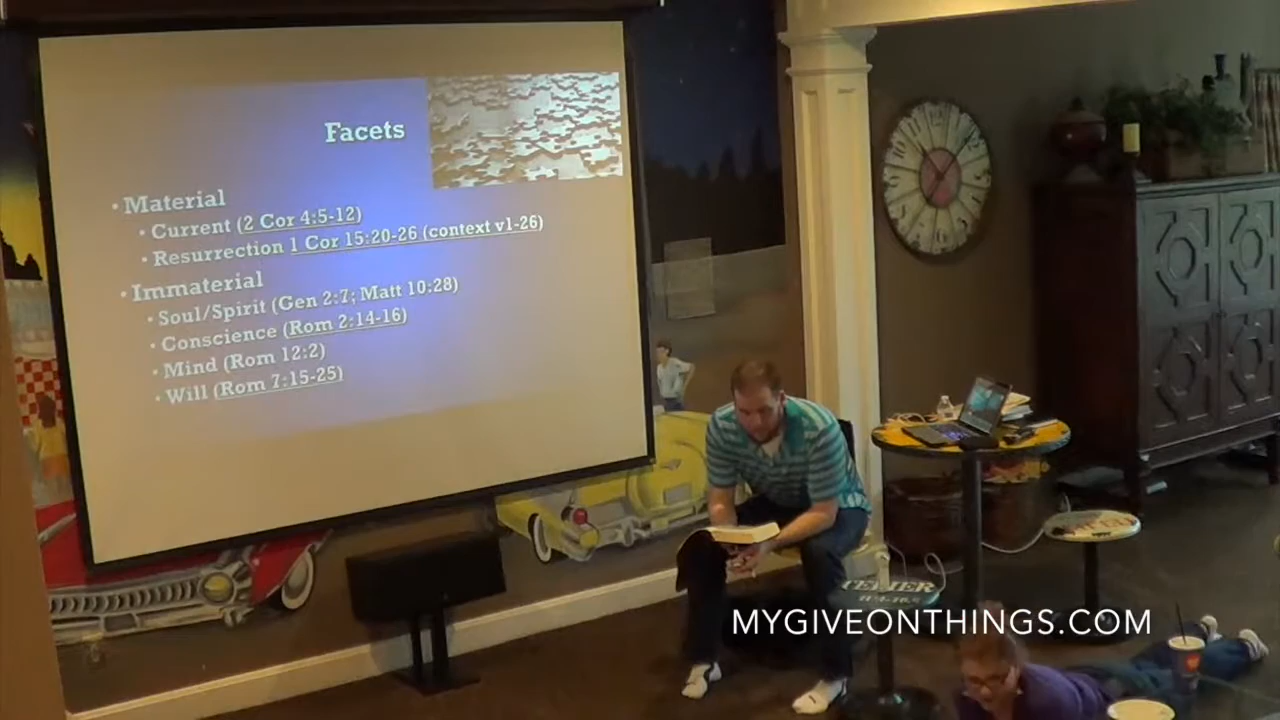 Facets
• Material
• Current (2 Cor 4:5-12)
• Resurrection 1 Cor 15:20-26 (context v1-26)
• Immaterial
• Soul/Spirit (Gen 2:7; Matt 10:28)
• Conscience (Rom 2:14-16)
• Mind (Rom 12:2)
• Will (Rom 7:15-25)
MYGIVEONTHINGS.COM